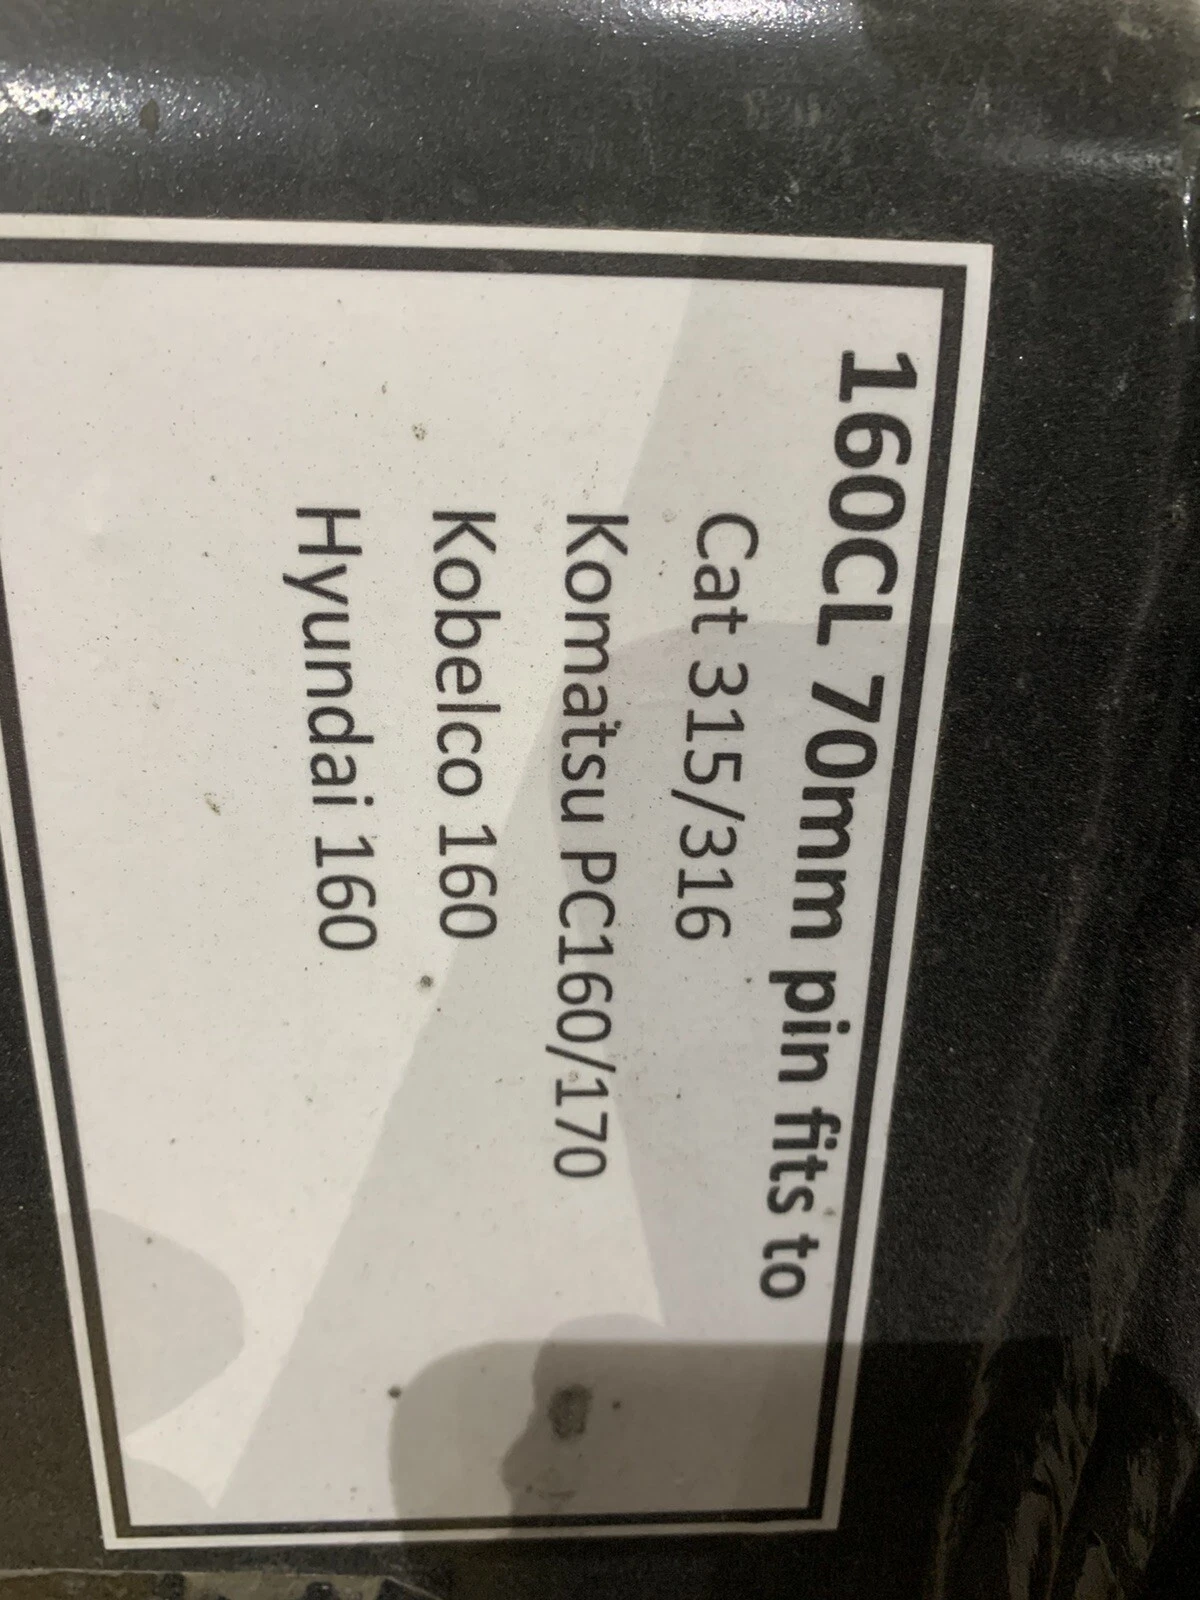 160CL 70mm pin fits to
Cat 315/316
Komatsu PC160/170
Kobelco 160
Hyundai 160